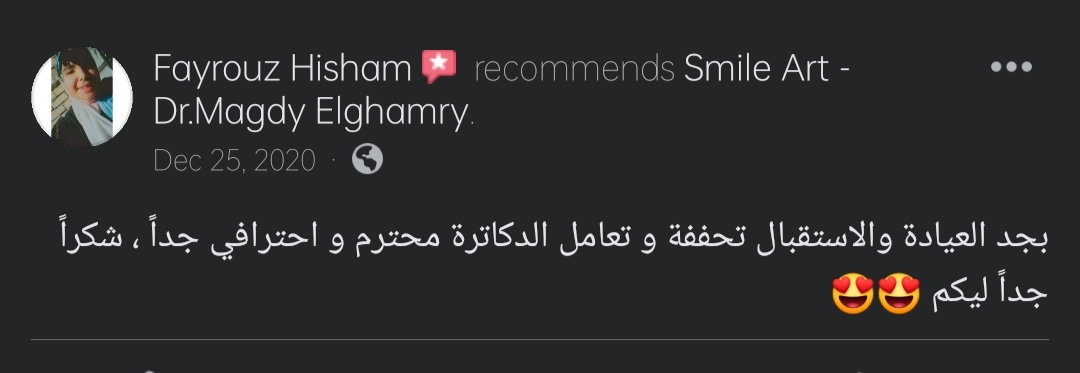 Fayrouz Hisham recommends Smile Art -
Dr.Magdy Elghamry.
Dec 25, 2020 ·
بجد العيادة والاستقبال تحففة و تعامل الدكاترة محترم و احترافي جداً ، شكراً
جداً ليكم 😍😍